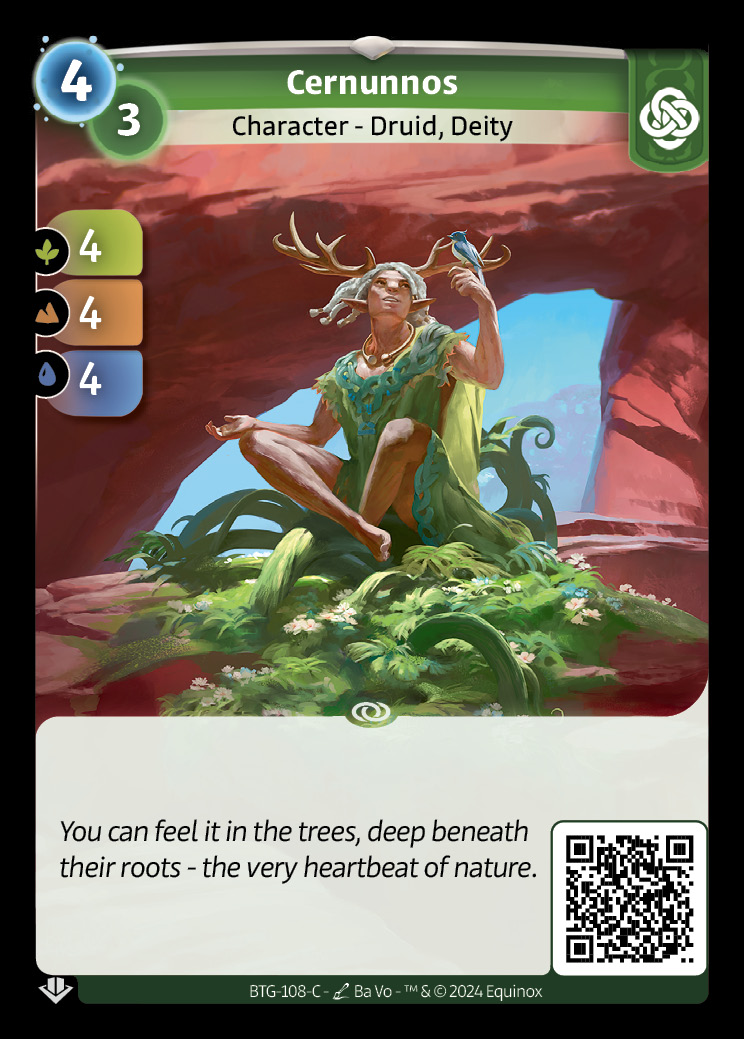 4
Cernunnos
3
Character - Druid, Deity
4
4
4
You can feel it in the trees, deep beneath
their roots - the very heartbeat of nature.
BTG-108-C - Ba Vo - ™ & © 2024 Equinox